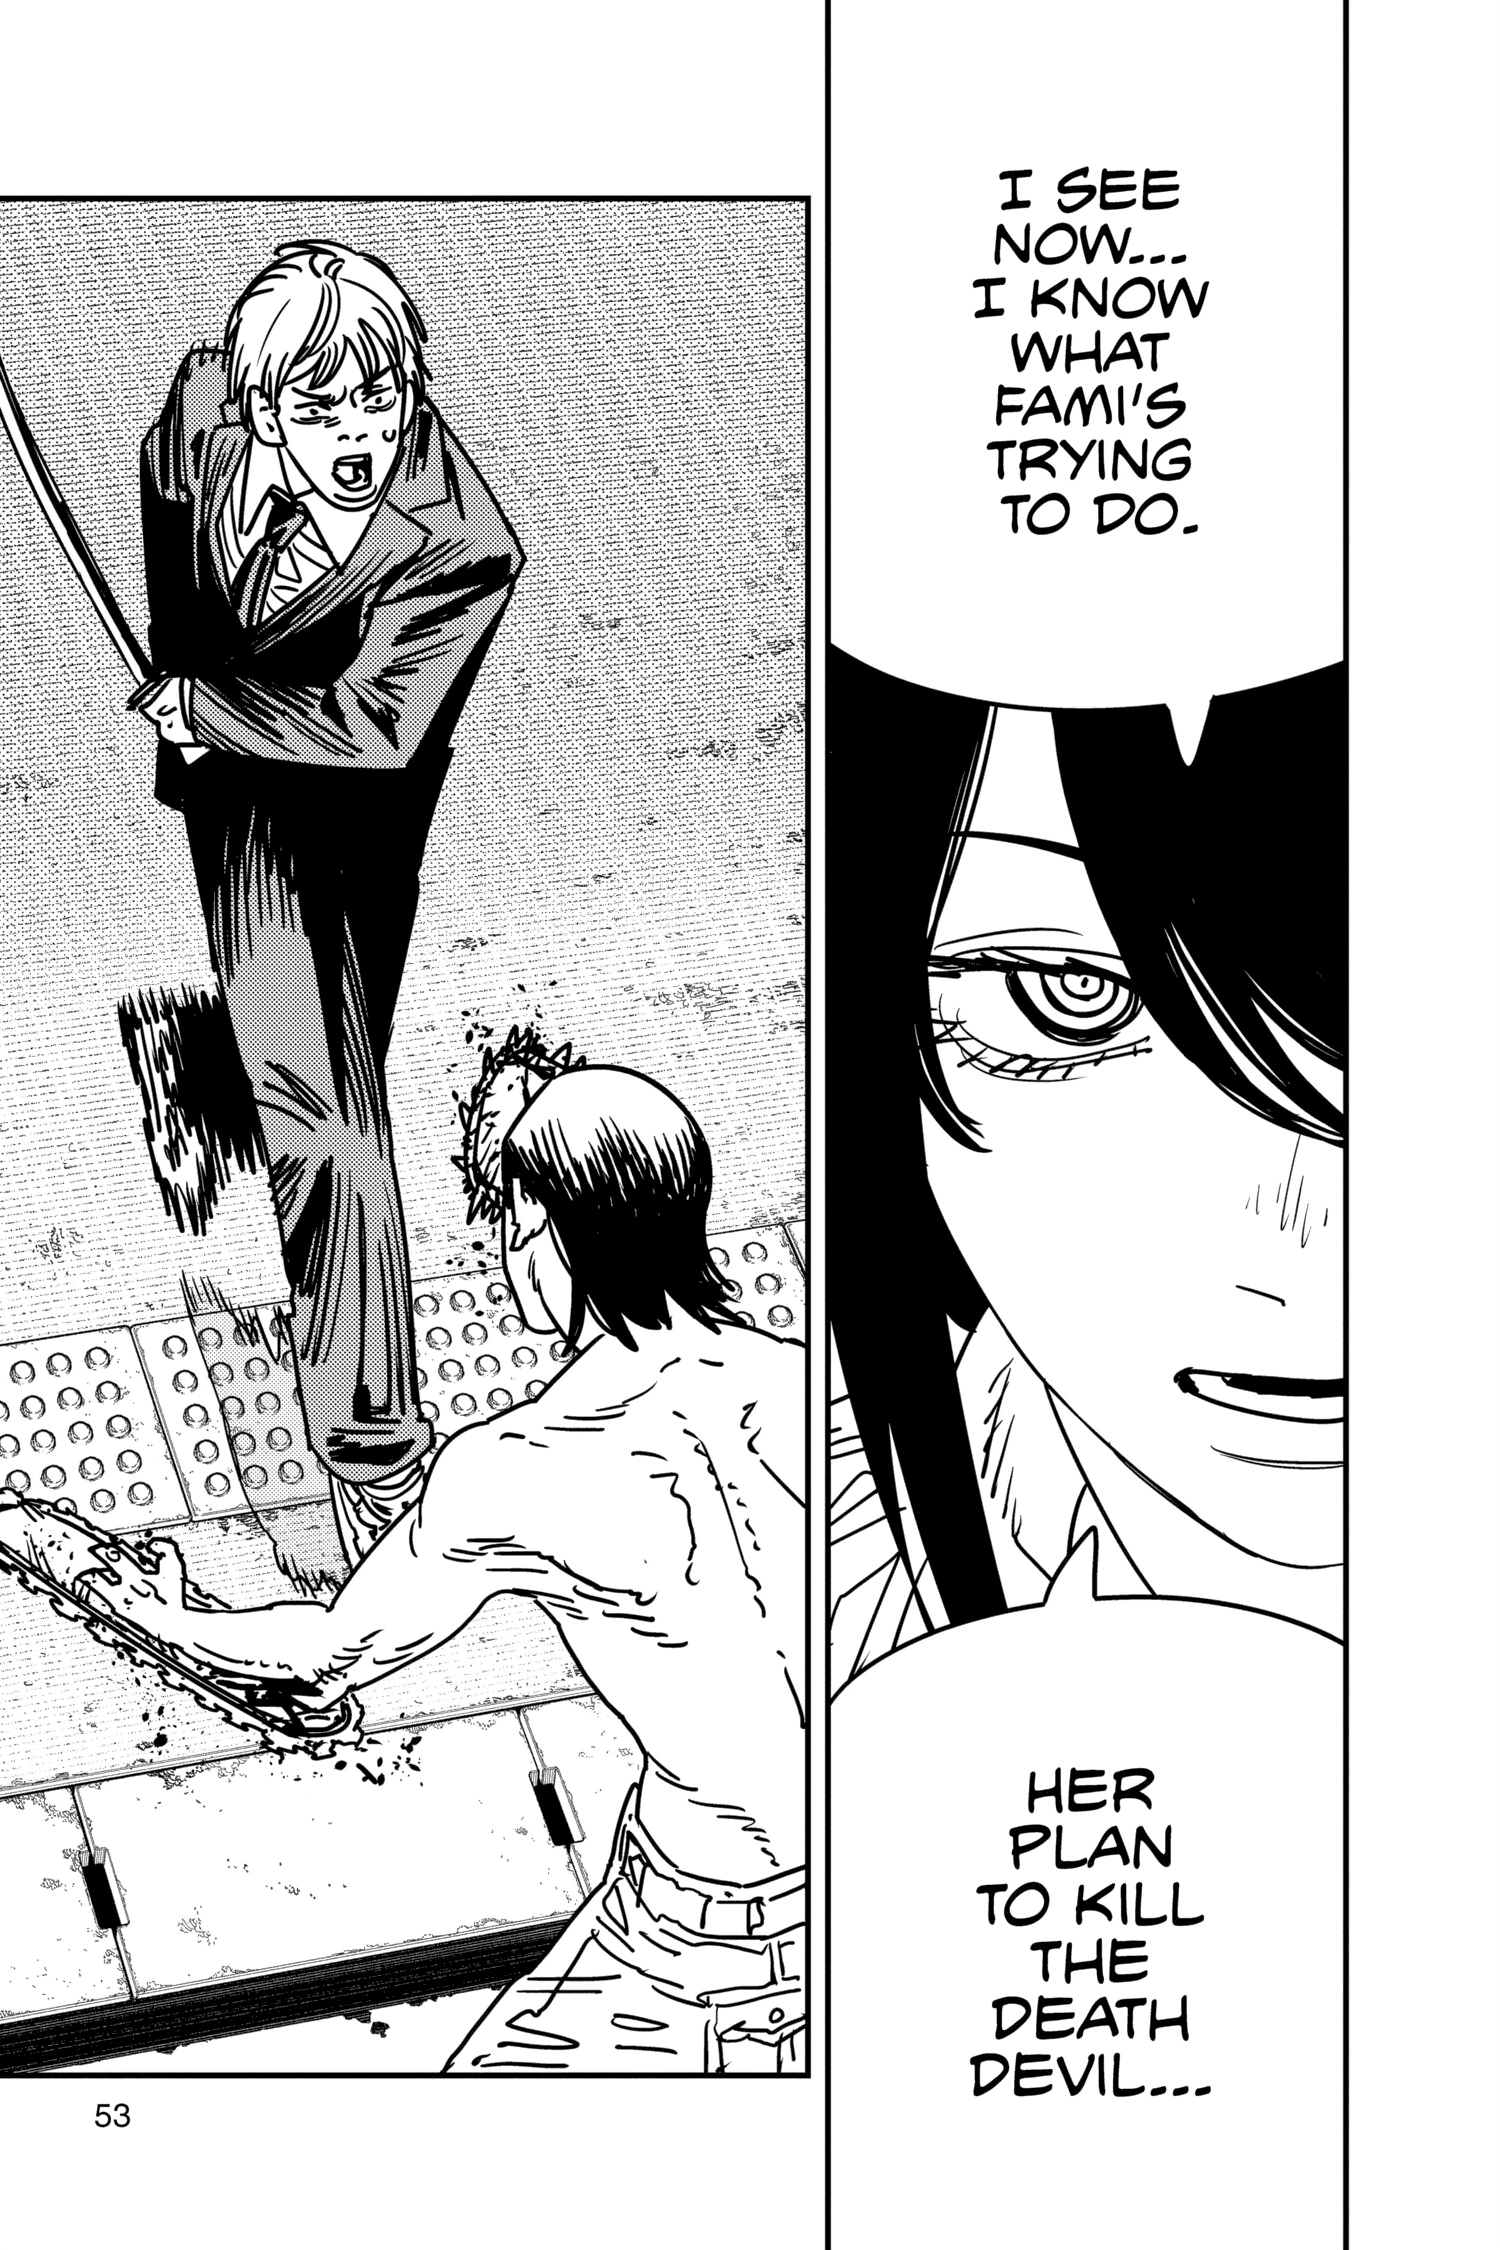 I SEE
NOW...
I KNOW
WHAT
FAMI'S
TRYING
TO DO.
HER
PLAN
TO KILL
THE
DEATH
DEVIL...
53